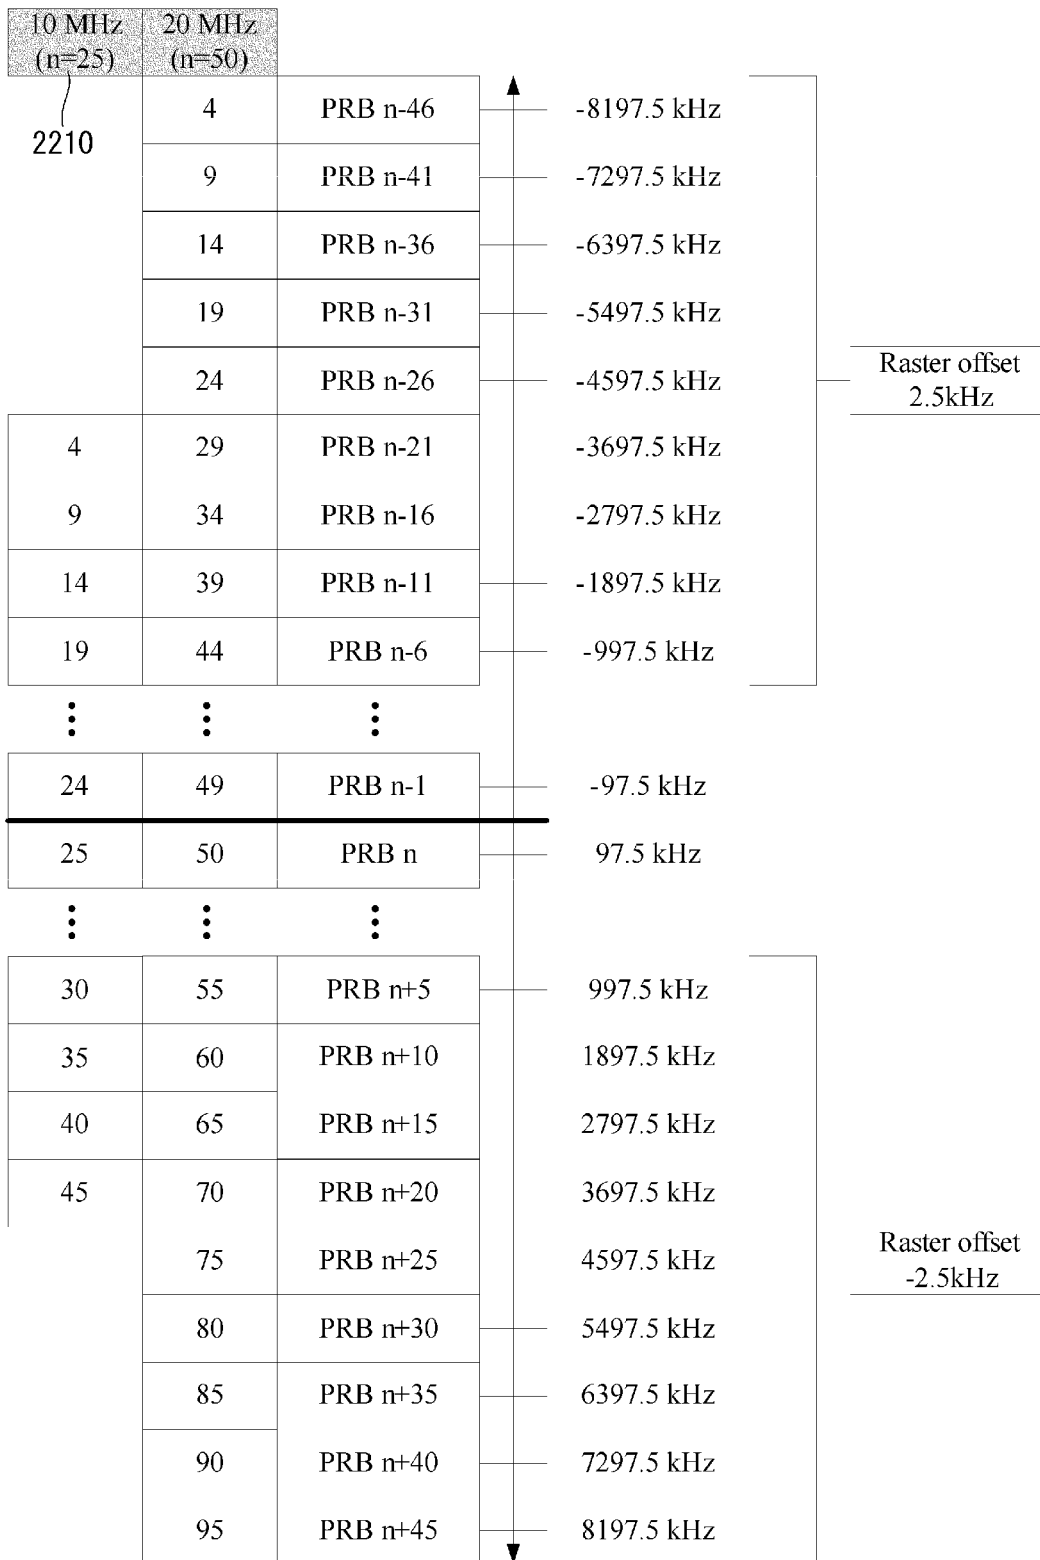 10 MHz 20 MHz
(n=25) (n=50)
2210
4 PRB n-46 -8197.5 kHz
9 PRB n-41 -7297.5 kHz
14 PRB n-36 -6397.5 kHz
19 PRB n-31 -5497.5 kHz
24 PRB n-26 -4597.5 kHz
Raster offset
2.5kHz
4 29 PRB n-21 -3697.5 kHz
9 34 PRB n-16 -2797.5 kHz
14 39 PRB n-11 -1897.5 kHz
19 44 PRB n-6 -997.5 kHz
24 49 PRB n-1 -97.5 kHz
25 50 PRB n 97.5 kHz
30 55 PRB n+5 997.5 kHz
35 60 PRB n+10 1897.5 kHz
40 65 PRB n+15 2797.5 kHz
45 70 PRB n+20 3697.5 kHz
75 PRB n+25 4597.5 kHz
Raster offset
-2.5kHz
80 PRB n+30 5497.5 kHz
85 PRB n+35 6397.5 kHz
90 PRB n+40 7297.5 kHz
95 PRB n+45 8197.5 kHz